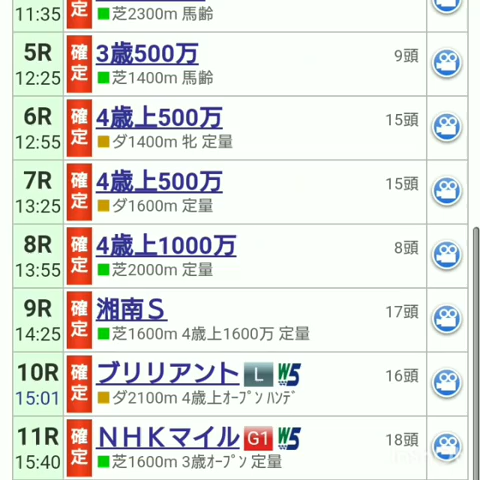 11:35 定 芝2300m 馬齢
5R 確定 3歳500万 9頭
12:25 芝1400m 馬齢
6R 確定 4歳上500万 15頭
12:55 ダ1400m 牝 定量
7R 確定 4歳上500万 15頭
13:25 ダ1600m 定量
8R 確定 4歳上1000万 8頭
13:55 芝2000m 定量
9R 確定 湘南S 17頭
14:25 芝1600m 4歳上1600万 定量
10R 確定 ブリリアント L W5 16頭
15:01 ダ2100m 4歳上ｵｰﾌﾟﾝ ﾊﾝﾃﾞ
11R 確定 NHKマイル G1 W5 18頭
15:40 芝1600m 3歳ｵｰﾌﾟﾝ 定量